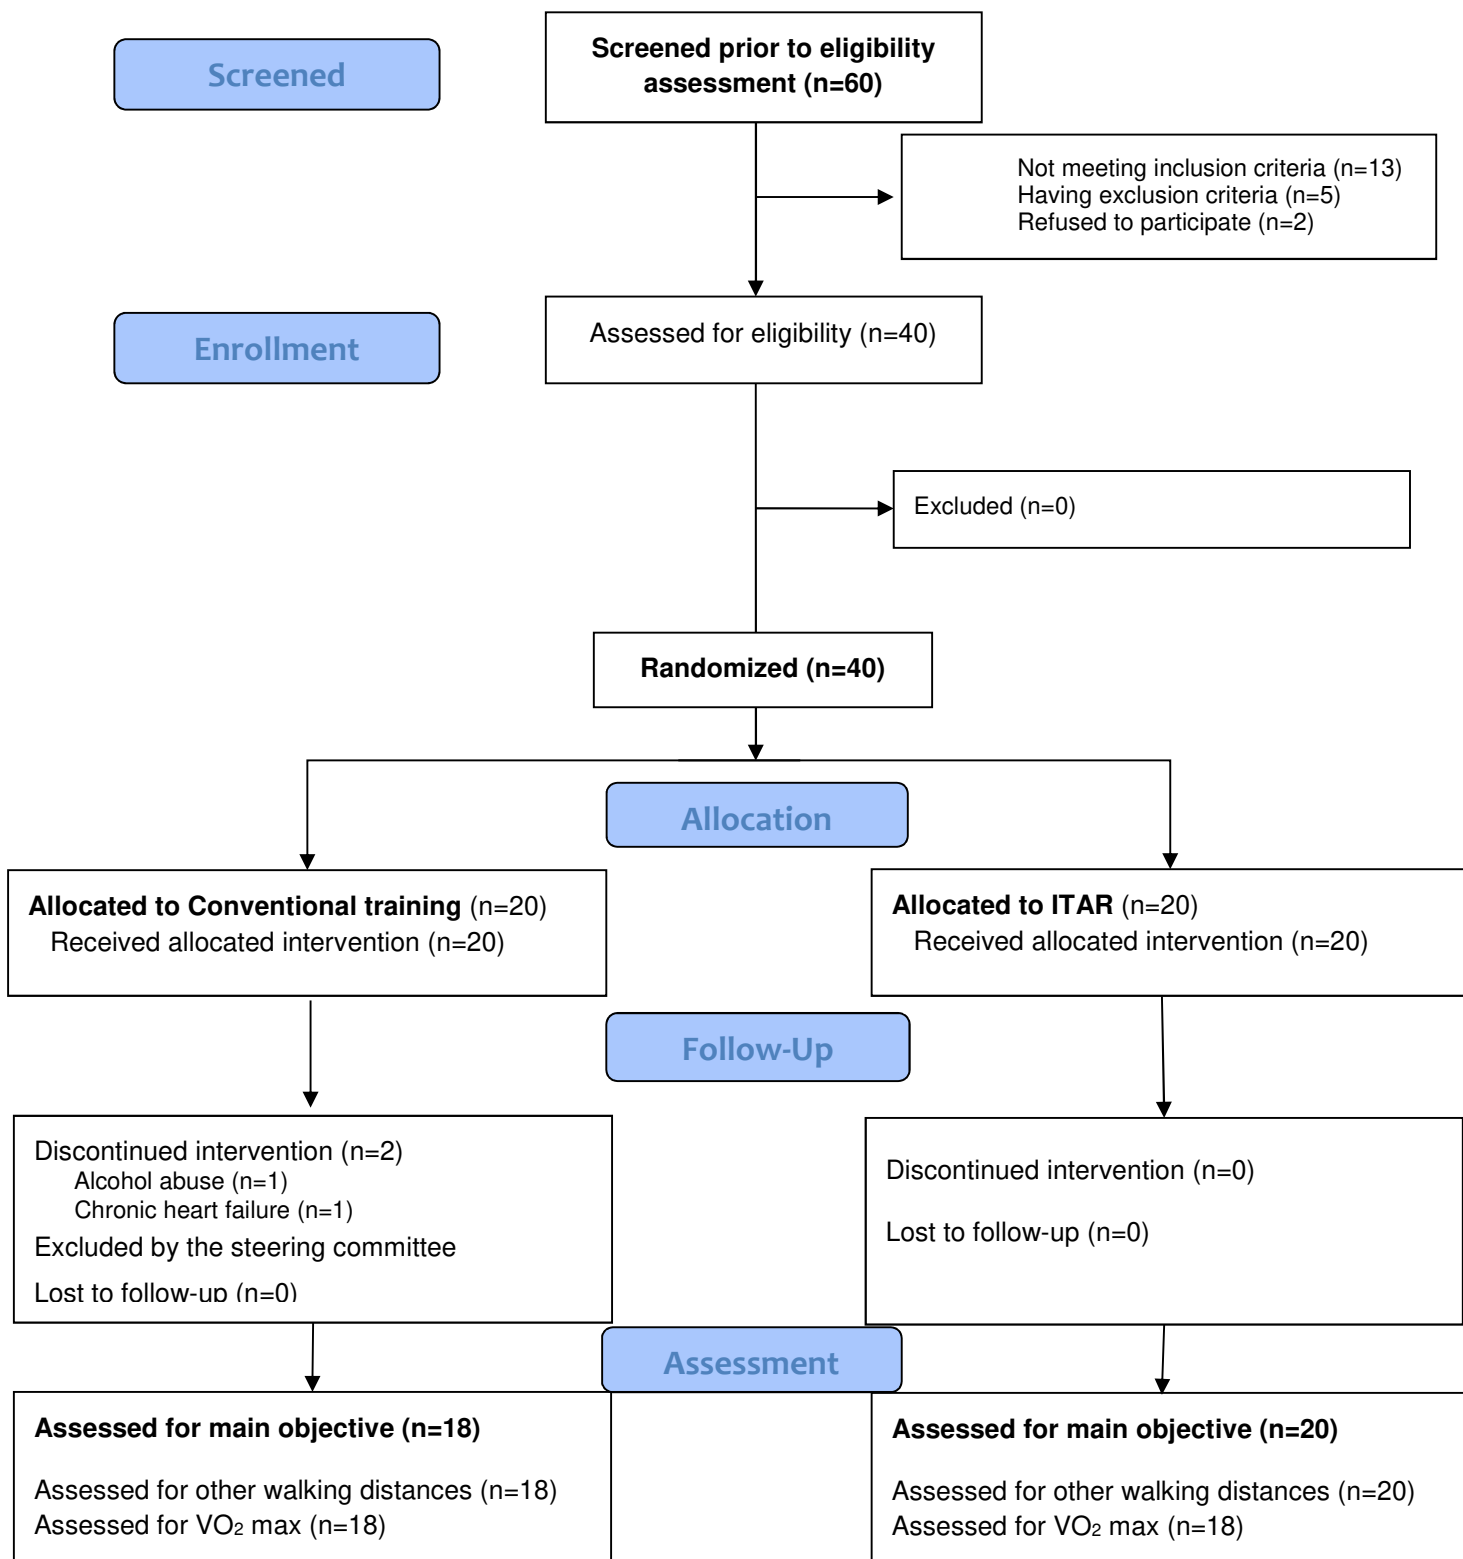 Screened
Screened prior to eligibility
assessment (n=60)
Not meeting inclusion criteria (n=13)
Having exclusion criteria (n=5)
Refused to participate (n=2)
Enrollment
Assessed for eligibility (n=40)
Excluded (n=0)
Randomized (n=40)
Allocation
Allocated to Conventional training (n=20)
Received allocated intervention (n=20)
Allocated to ITAR (n=20)
Received allocated intervention (n=20)
Follow-Up
Discontinued intervention (n=2)
Alcohol abuse (n=1)
Chronic heart failure (n=1)
Excluded by the steering committee
Lost to follow-up (n=0)
Discontinued intervention (n=0)
Lost to follow-up (n=0)
Assessment
Assessed for main objective (n=18)
Assessed for other walking distances (n=18)
Assessed for VO₂ max (n=18)
Assessed for main objective (n=20)
Assessed for other walking distances (n=20)
Assessed for VO₂ max (n=18)